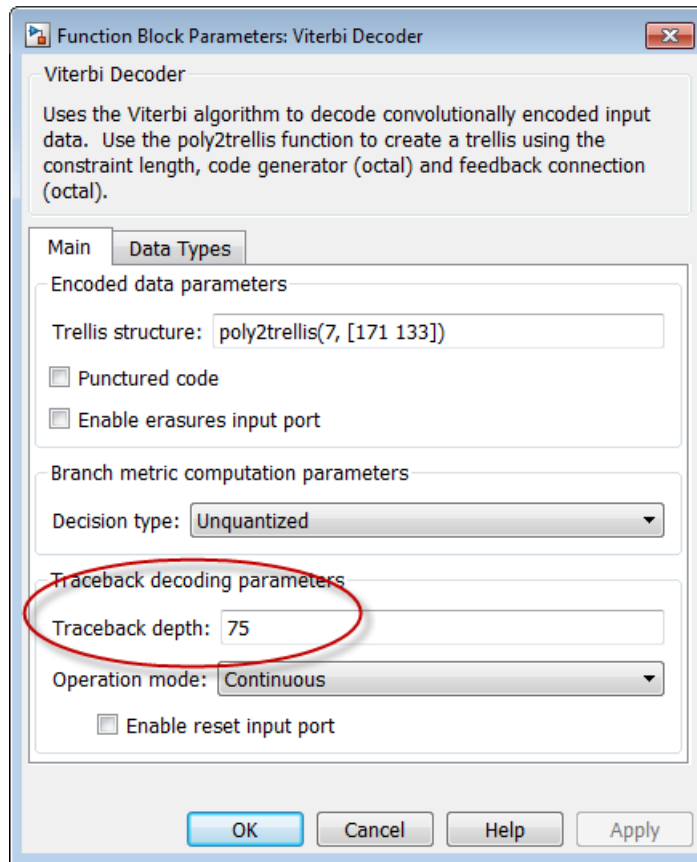 Function Block Parameters: Viterbi Decoder
Viterbi Decoder
Uses the Viterbi algorithm to decode convolutionally encoded input
data.  Use the poly2trellis function to create a trellis using the
constraint length, code generator (octal) and feedback connection
(octal).
Main Data Types
Encoded data parameters
Trellis structure: poly2trellis(7, [171 133])
Punctured code
Enable erasures input port
Branch metric computation parameters
Decision type: Unquantized
Traceback decoding parameters
Traceback depth: 75
Operation mode: Continuous
Enable reset input port
OK Cancel Help Apply